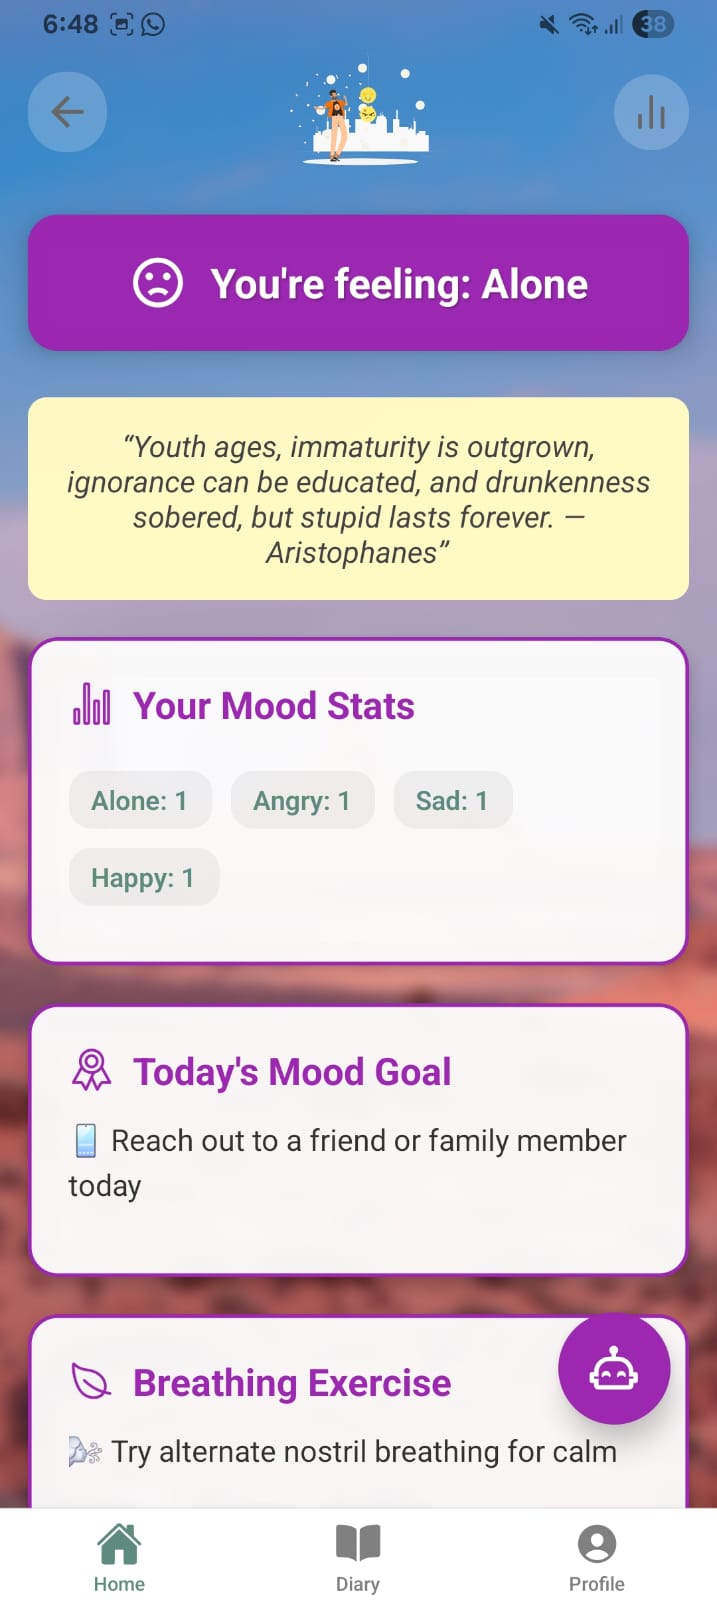 6:48
38
You're feeling: Alone
“Youth ages, immaturity is outgrown,
ignorance can be educated, and drunkenness
sobered, but stupid lasts forever. —
Aristophanes”
Your Mood Stats
Alone: 1
Angry: 1
Sad: 1
Happy: 1
Today's Mood Goal
Reach out to a friend or family member
today
Breathing Exercise
Try alternate nostril breathing for calm
Home
Diary
Profile